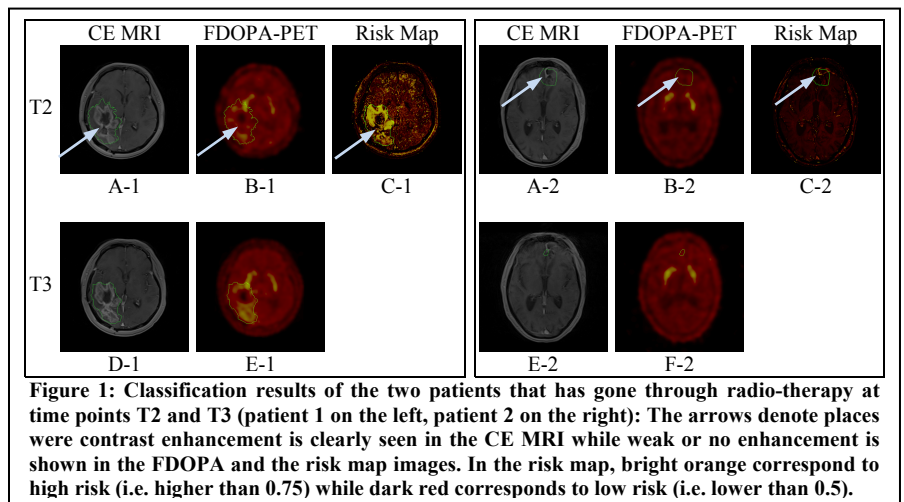 CE MRI FDOPA-PET Risk Map CE MRI FDOPA-PET Risk Map
T2
A-1 B-1 C-1 A-2 B-2 C-2
T3
D-1 E-1 E-2 F-2
Figure 1: Classification results of the two patients that has gone through radio-therapy at
time points T2 and T3 (patient 1 on the left, patient 2 on the right): The arrows denote places
were contrast enhancement is clearly seen in the CE MRI while weak or no enhancement is
shown in the FDOPA and the risk map images. In the risk map, bright orange correspond to
high risk (i.e. higher than 0.75) while dark red corresponds to low risk (i.e. lower than 0.5).